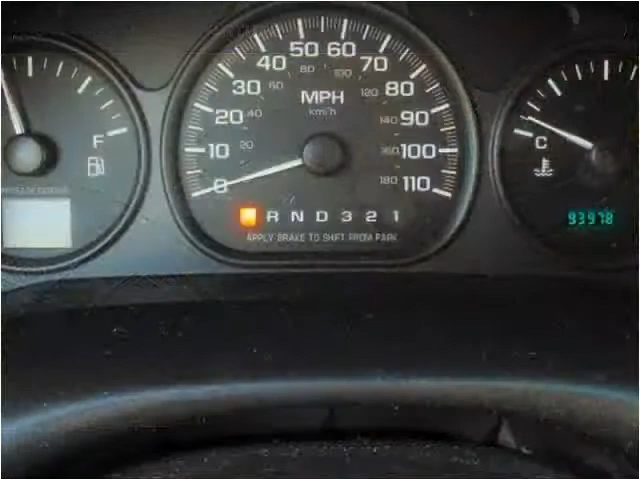 50 60
40 80 100 70
30 60 120 80
MPH
km/h
20 40 140 90
F C
10 20 160 100
0 180 110
R N D 3 2 1
93978
APPLY BRAKE TO SHIFT FROM PARK